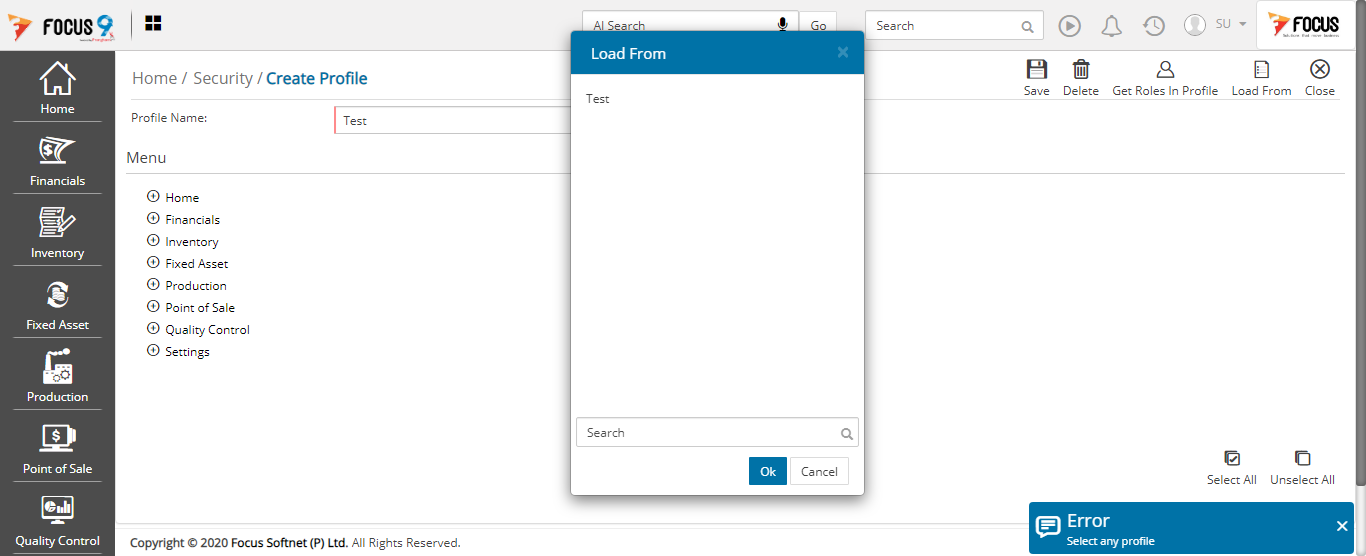 FOCUS 9
AI Search
Go
Search
SU
FOCUS
Home
Financials
Inventory
Fixed Asset
Production
Point of Sale
Quality Control
Home / Security / Create Profile
Save
Delete
Get Roles In Profile
Load From
Close
Profile Name:
Test
Menu
Home
Financials
Inventory
Fixed Asset
Production
Point of Sale
Quality Control
Settings
Load From
Test
Search
Ok
Cancel
Select All
Unselect All
Error
Select any profile
Copyright © 2020 Focus Softnet (P) Ltd. All Rights Reserved.